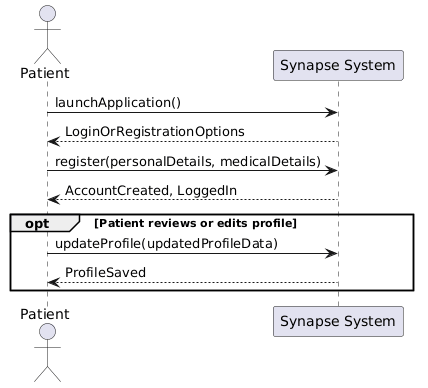 Patient
Synapse System
launchApplication()
LoginOrRegistrationOptions
register(personalDetails, medicalDetails)
AccountCreated, LoggedIn
opt [Patient reviews or edits profile]
updateProfile(updatedProfileData)
ProfileSaved
Patient
Synapse System